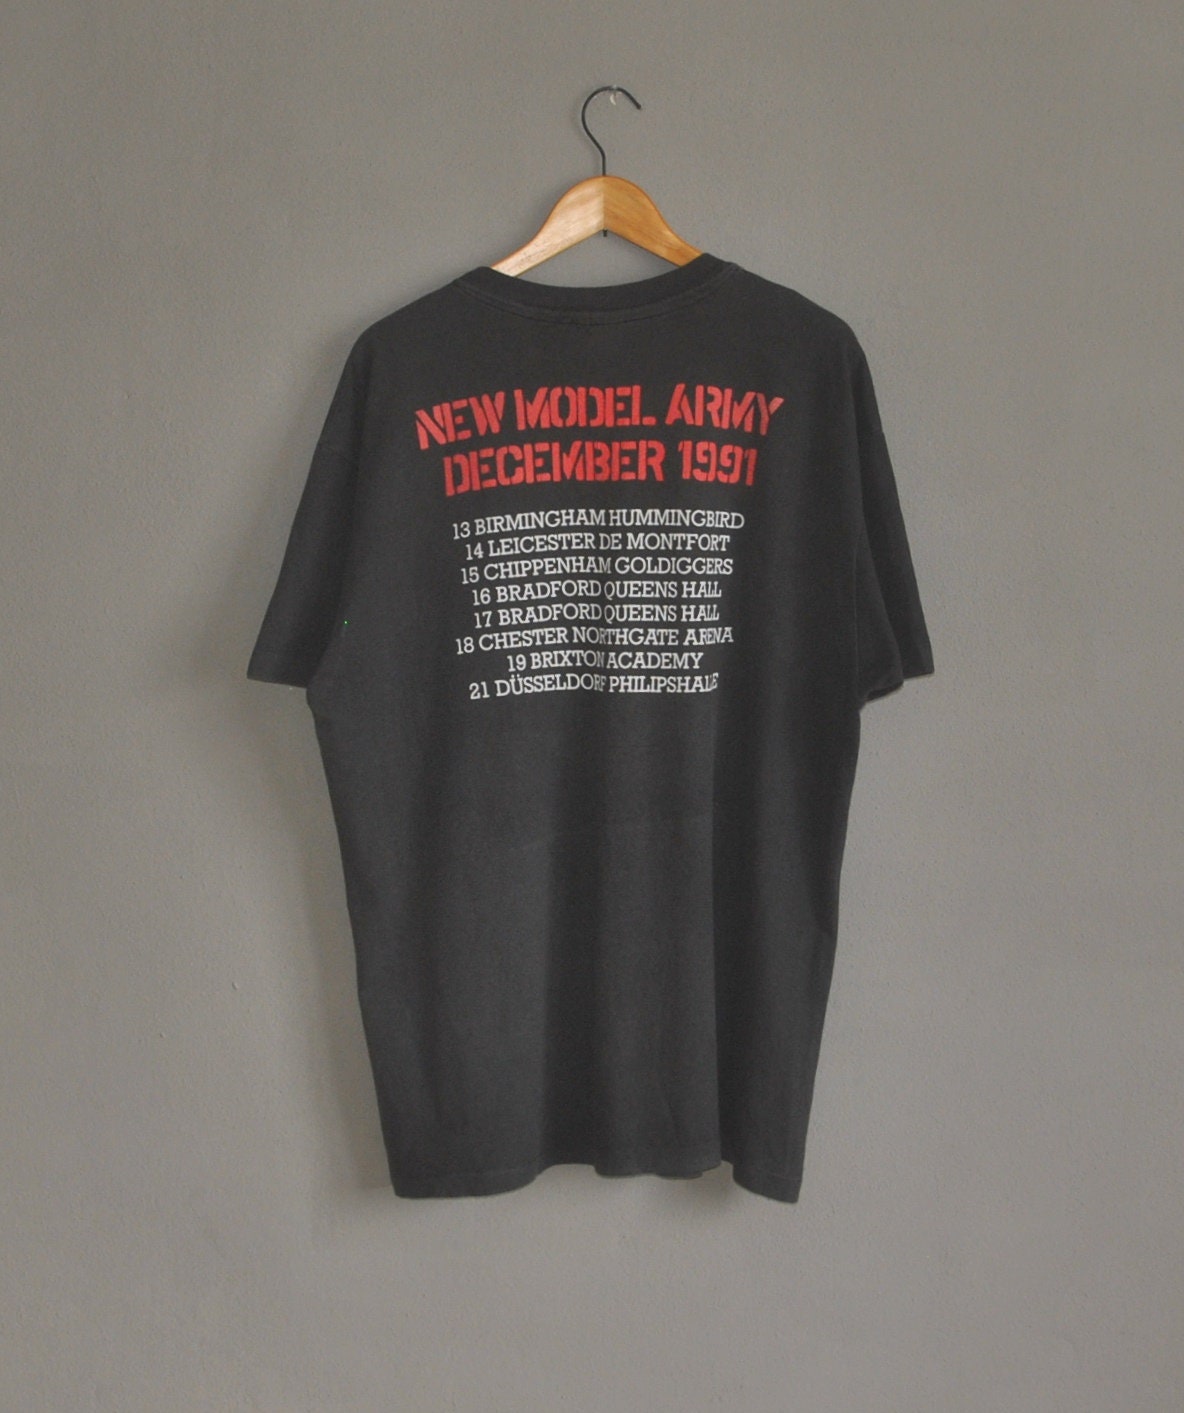 NEW MODEL ARMY
DECEMBER 1991
13 BIRMINGHAM HUMMINGBIRD
14 LEICESTER DE MONTFORT
15 CHIPPENHAM GOLDIGGERS
16 BRADFORD QUEENS HALL
17 BRADFORD QUEENS HALL
18 CHESTER NORTHGATE ARENA
19 BRIXTON ACADEMY
21 DÜSSELDORF PHILIPSHALLE